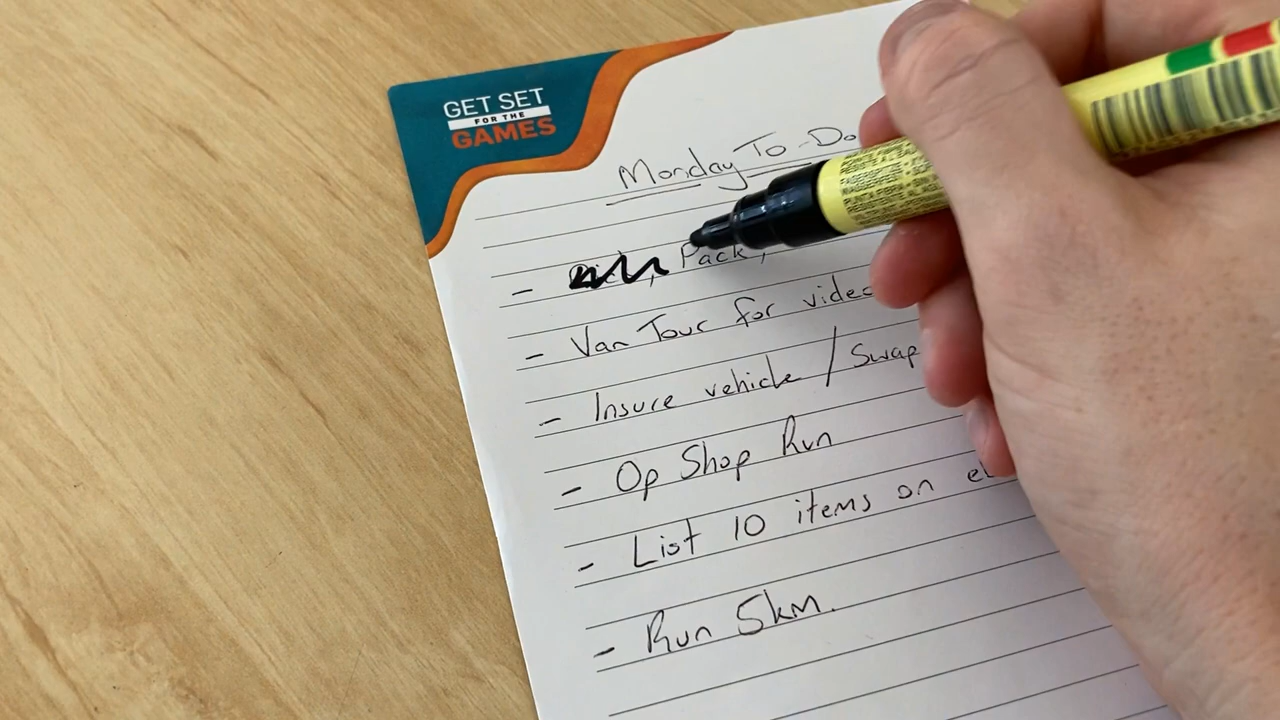 GET SET
FOR THE
GAMES
Monday To-Do
- Pack,
- Van Tour for video
- Insure vehicle / Swap
- Op Shop Run
- List 10 items on
- Run 5km.